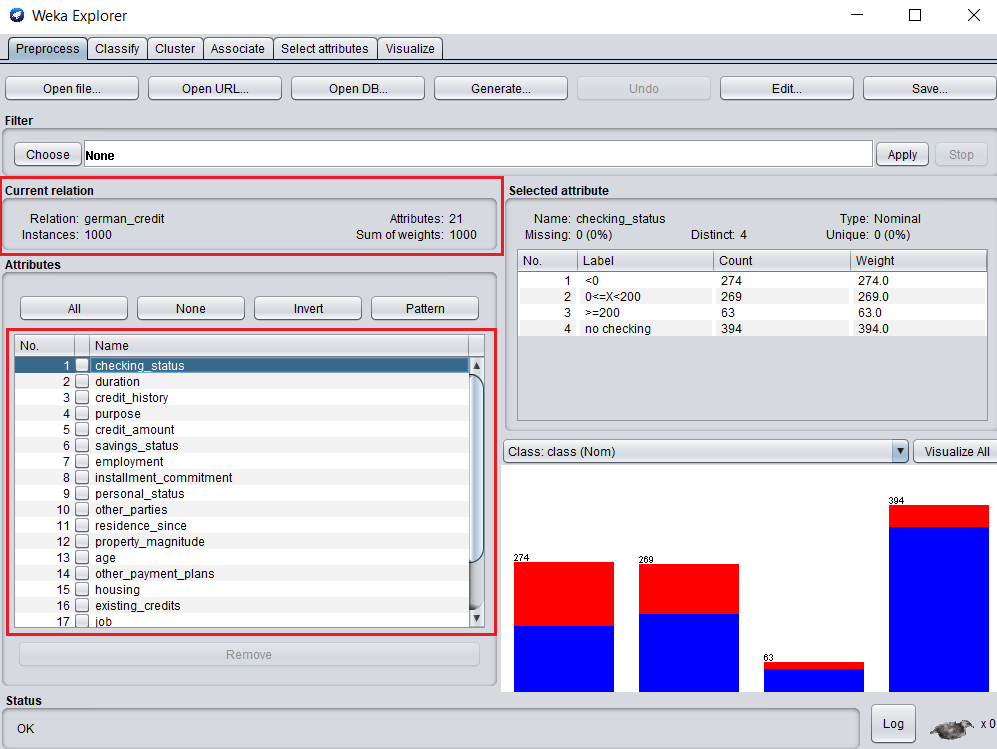 Weka Explorer
Preprocess Classify Cluster Associate Select attributes Visualize
Open file... Open URL... Open DB... Generate... Undo Edit... Save...
Filter
Choose None Apply Stop
Current relation
Relation: german_credit Attributes: 21
Instances: 1000 Sum of weights: 1000
Attributes
All None Invert Pattern
No. Name
1 checking_status
2 duration
3 credit_history
4 purpose
5 credit_amount
6 savings_status
7 employment
8 installment_commitment
9 personal_status
10 other_parties
11 residence_since
12 property_magnitude
13 age
14 other_payment_plans
15 housing
16 existing_credits
17 job
Remove
Selected attribute
Name: checking_status Type: Nominal
Missing: 0 (0%) Distinct: 4 Unique: 0 (0%)
No. Label Count Weight
1 <0 274 274.0
2 0<=X<200 269 269.0
3 >=200 63 63.0
4 no checking 394 394.0
Class: class (Nom) Visualize All
274 269 63 394
Status
OK Log x 0